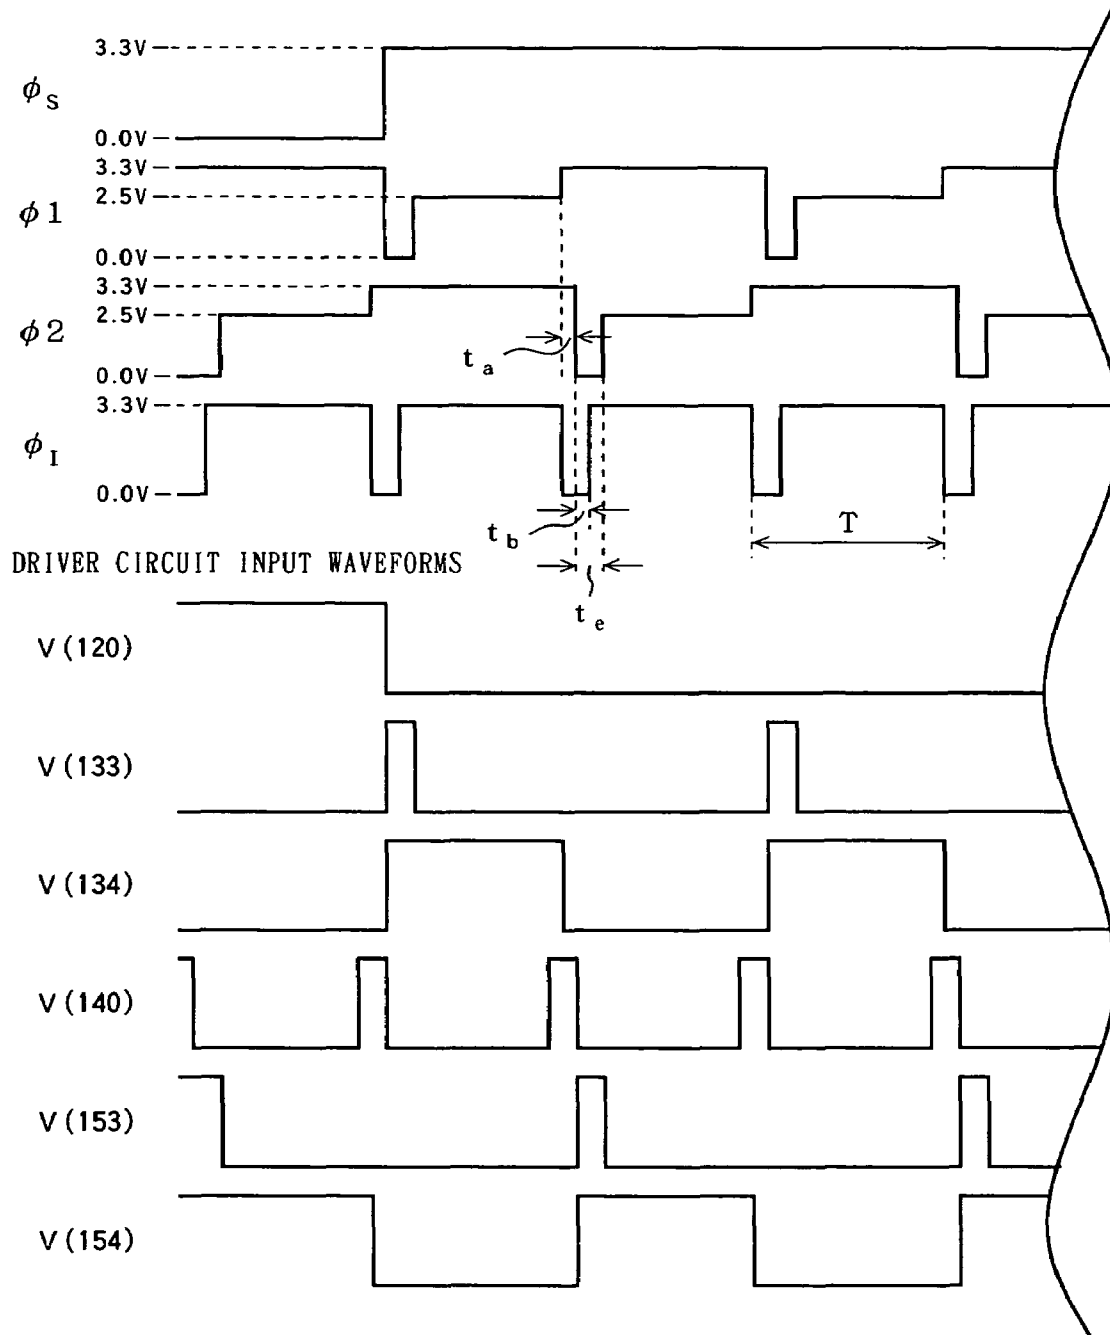 3.3V
ϕS
0.0V
3.3V
2.5V
ϕ1
0.0V
3.3V
2.5V
ϕ2
ta
0.0V
3.3V
ϕI
0.0V
tb
T
DRIVER CIRCUIT INPUT WAVEFORMS
te
V(120)
V(133)
V(134)
V(140)
V(153)
V(154)